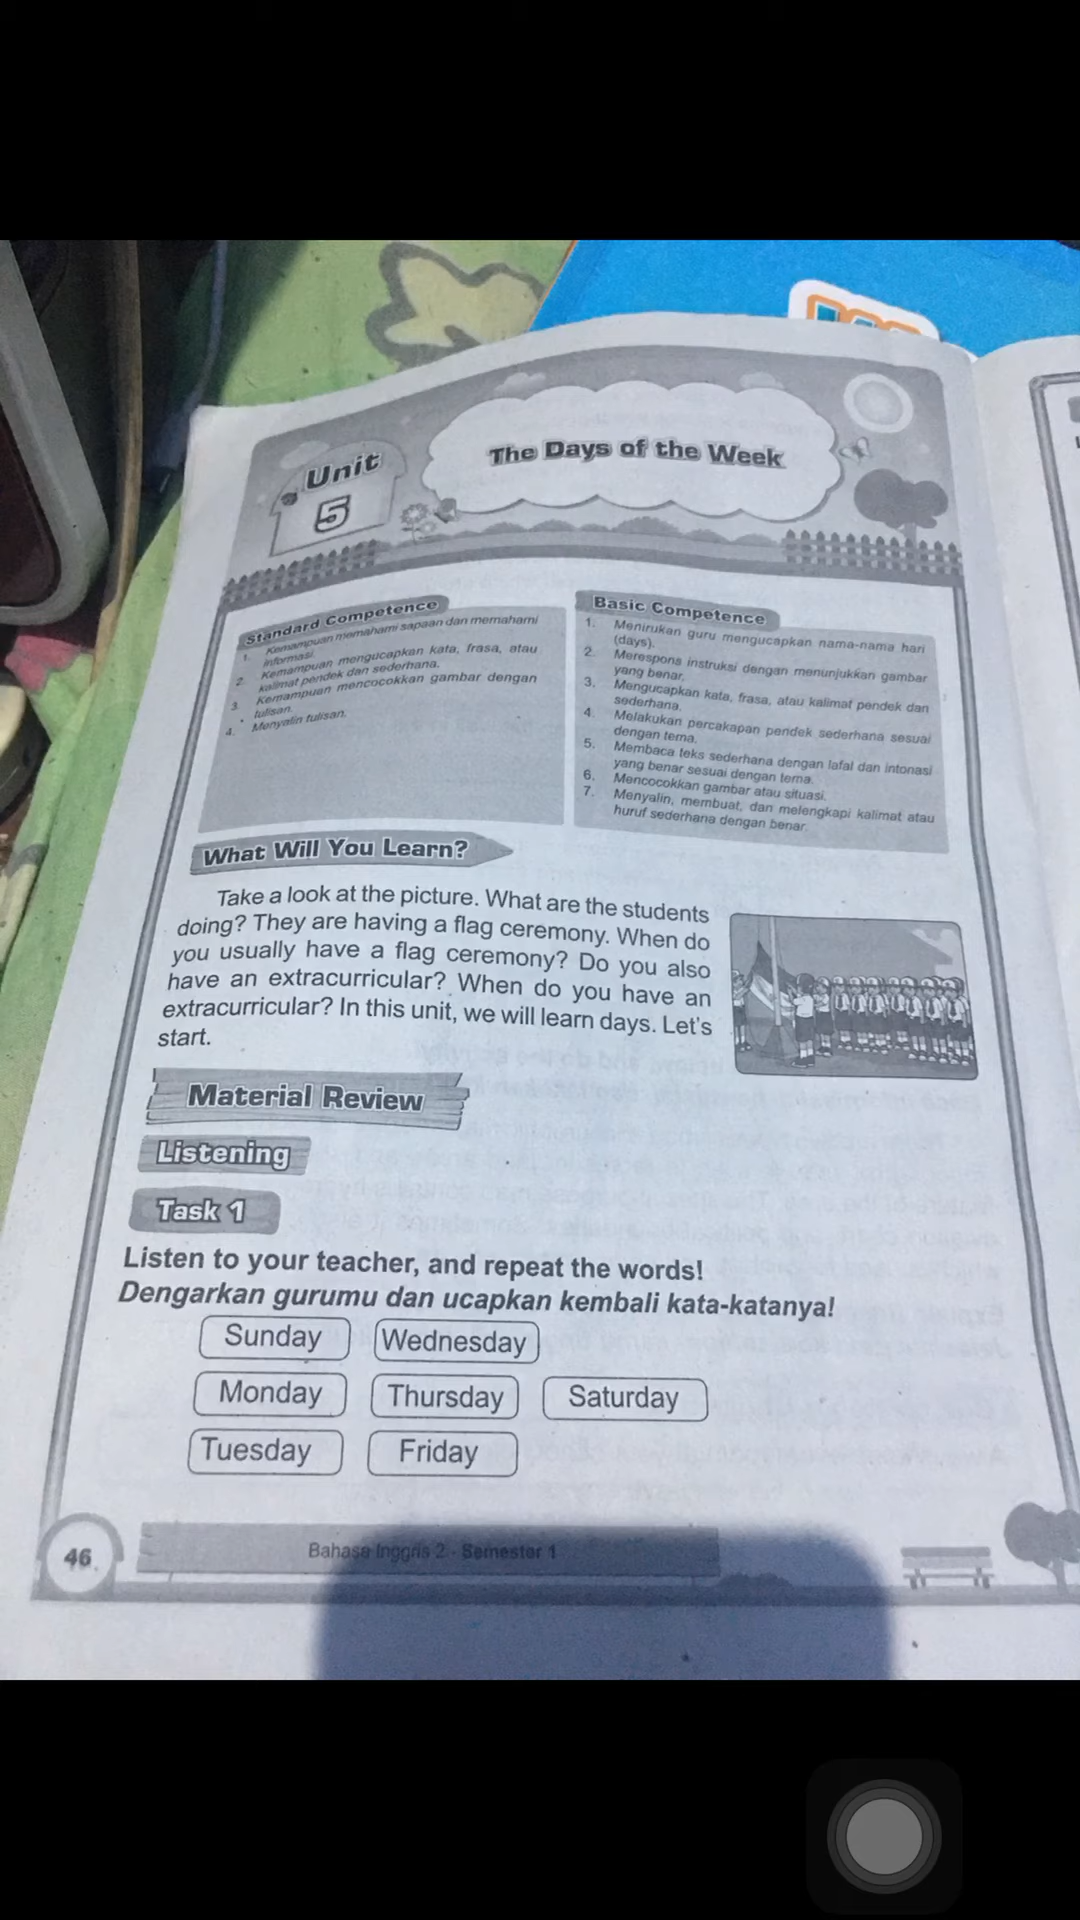 Unit
5
The Days of the Week
Standard Competence
1. Kemampuan memahami sapaan dan memahami
informasi.
2. Kemampuan mengucapkan kata, frasa, atau
kalimat pendek dan sederhana.
3. Kemampuan mencocokkan gambar dengan
tulisan.
4. Menyalin tulisan.
Basic Competence
1. Menirukan guru mengucapkan nama-nama hari
(days).
2. Merespons instruksi dengan menunjukkan gambar
yang benar.
3. Mengucapkan kata, frasa, atau kalimat pendek dan
sederhana.
4. Melakukan percakapan pendek sederhana sesuai
dengan tema.
5. Membaca teks sederhana dengan lafal dan intonasi
yang benar sesuai dengan tema.
6. Mencocokkan gambar atau situasi.
7. Menyalin, membuat, dan melengkapi kalimat atau
huruf sederhana dengan benar.
What Will You Learn?
Take a look at the picture. What are the students
doing? They are having a flag ceremony. When do
you usually have a flag ceremony? Do you also
have an extracurricular? When do you have an
extracurricular? In this unit, we will learn days. Let's
start.
Material Review
Listening
Task 1
Listen to your teacher, and repeat the words!
Dengarkan gurumu dan ucapkan kembali kata-katanya!
Sunday Wednesday
Monday Thursday Saturday
Tuesday Friday
46
Bahasa Inggris 2 - Semester 1